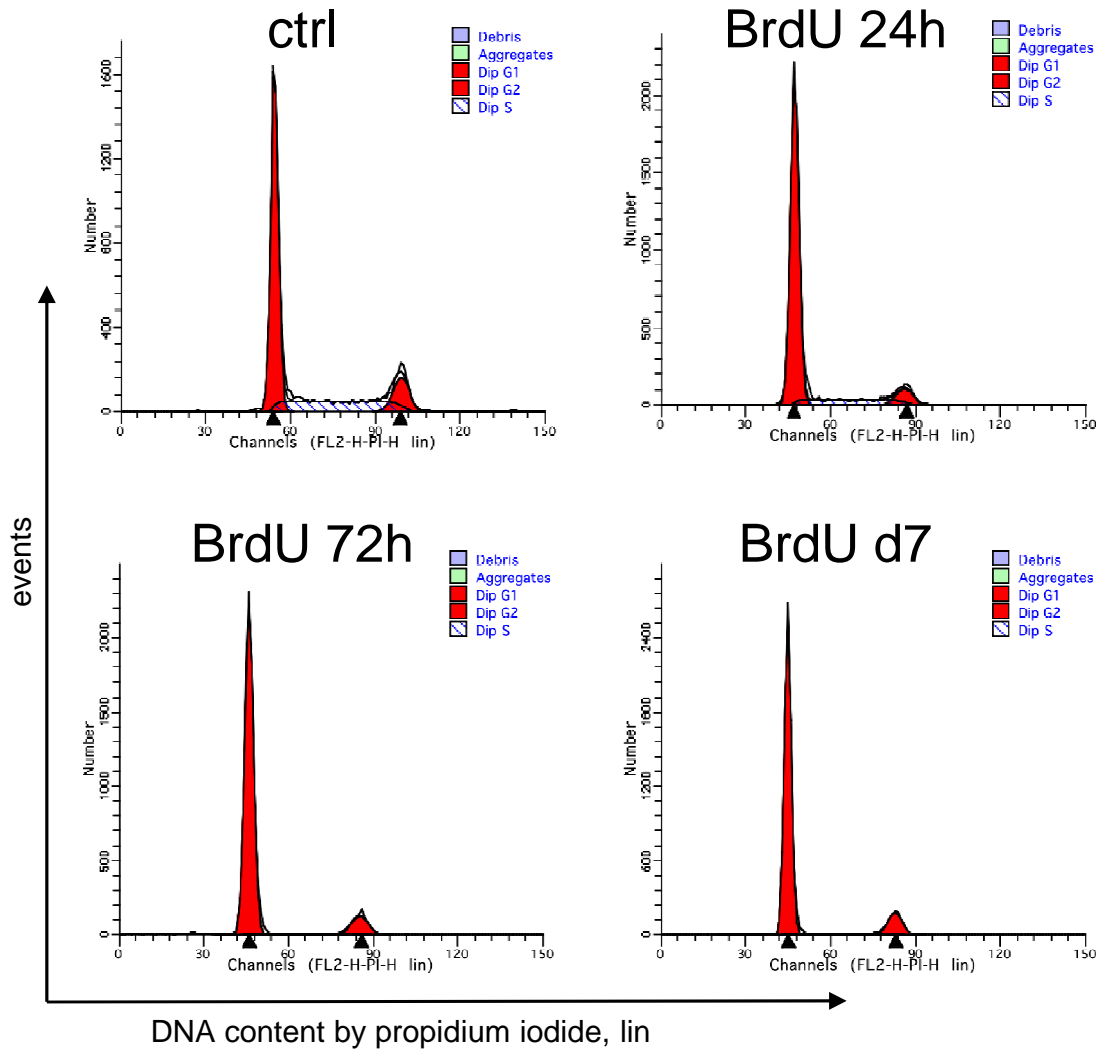 ctrl
Debris
Aggregates
Dip G1
Dip G2
Dip S
Number
0 400 800 1200 1600
0 30 60 90 120 150
Channels (FL2-H-PI-H lin)
BrdU 24h
Debris
Aggregates
Dip G1
Dip G2
Dip S
Number
0 500 1000 1500 2000
0 30 60 90 120 150
Channels (FL2-H-PI-H lin)
BrdU 72h
Debris
Aggregates
Dip G1
Dip G2
Dip S
Number
0 500 1000 1500 2000
0 30 60 90 120 150
Channels (FL2-H-PI-H lin)
BrdU d7
Debris
Aggregates
Dip G1
Dip G2
Dip S
Number
0 600 1200 1800 2400
0 30 60 90 120 150
Channels (FL2-H-PI-H lin)
events
DNA content by propidium iodide, lin